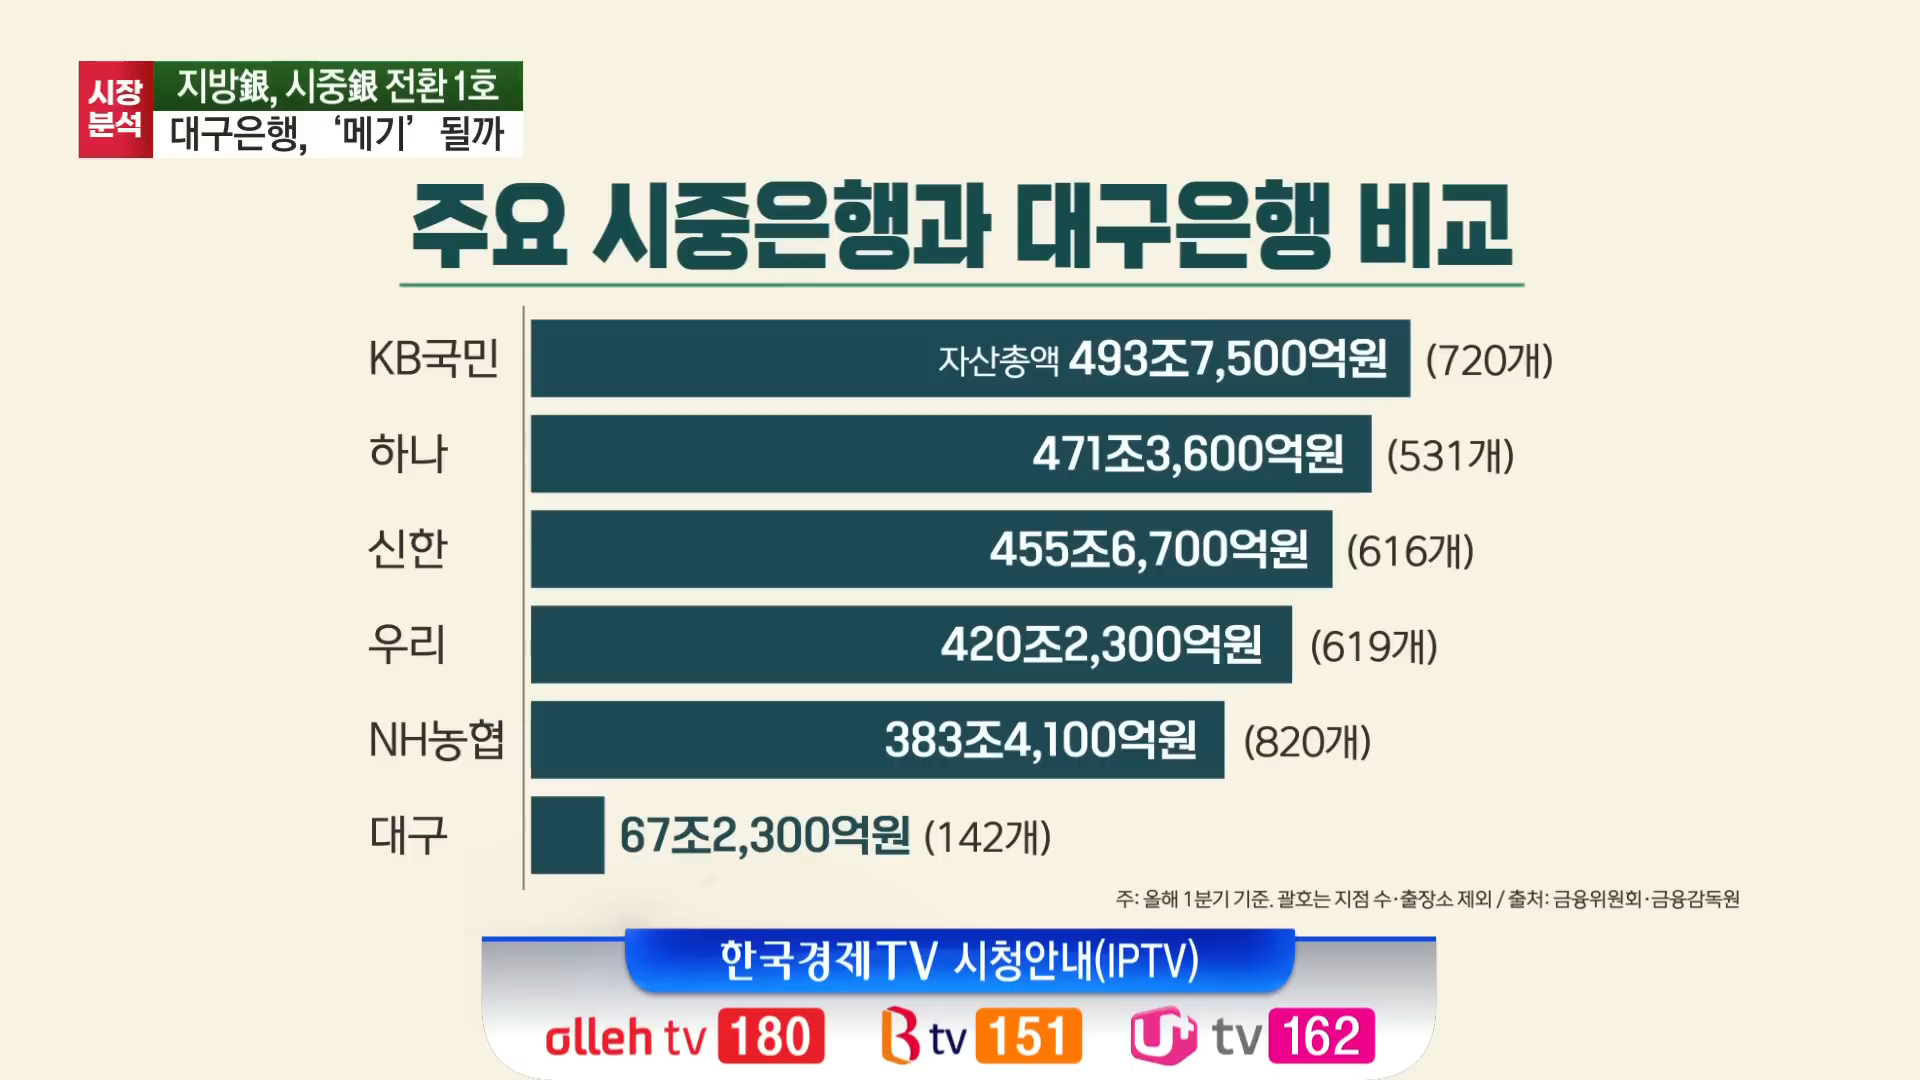 시장
분석
지방銀, 시중銀 전환 1호
대구은행, ‘메기’ 될까
주요 시중은행과 대구은행 비교
KB국민 자산총액 493조7,500억원 (720개)
하나 471조3,600억원 (531개)
신한 455조6,700억원 (616개)
우리 420조2,300억원 (619개)
NH농협 383조4,100억원 (820개)
대구 67조2,300억원 (142개)
주: 올해 1분기 기준. 괄호는 지점 수·출장소 제외 / 출처: 금융위원회·금융감독원
한국경제TV 시청안내(IPTV)
olleh tv 180 B tv 151 U+ tv 162